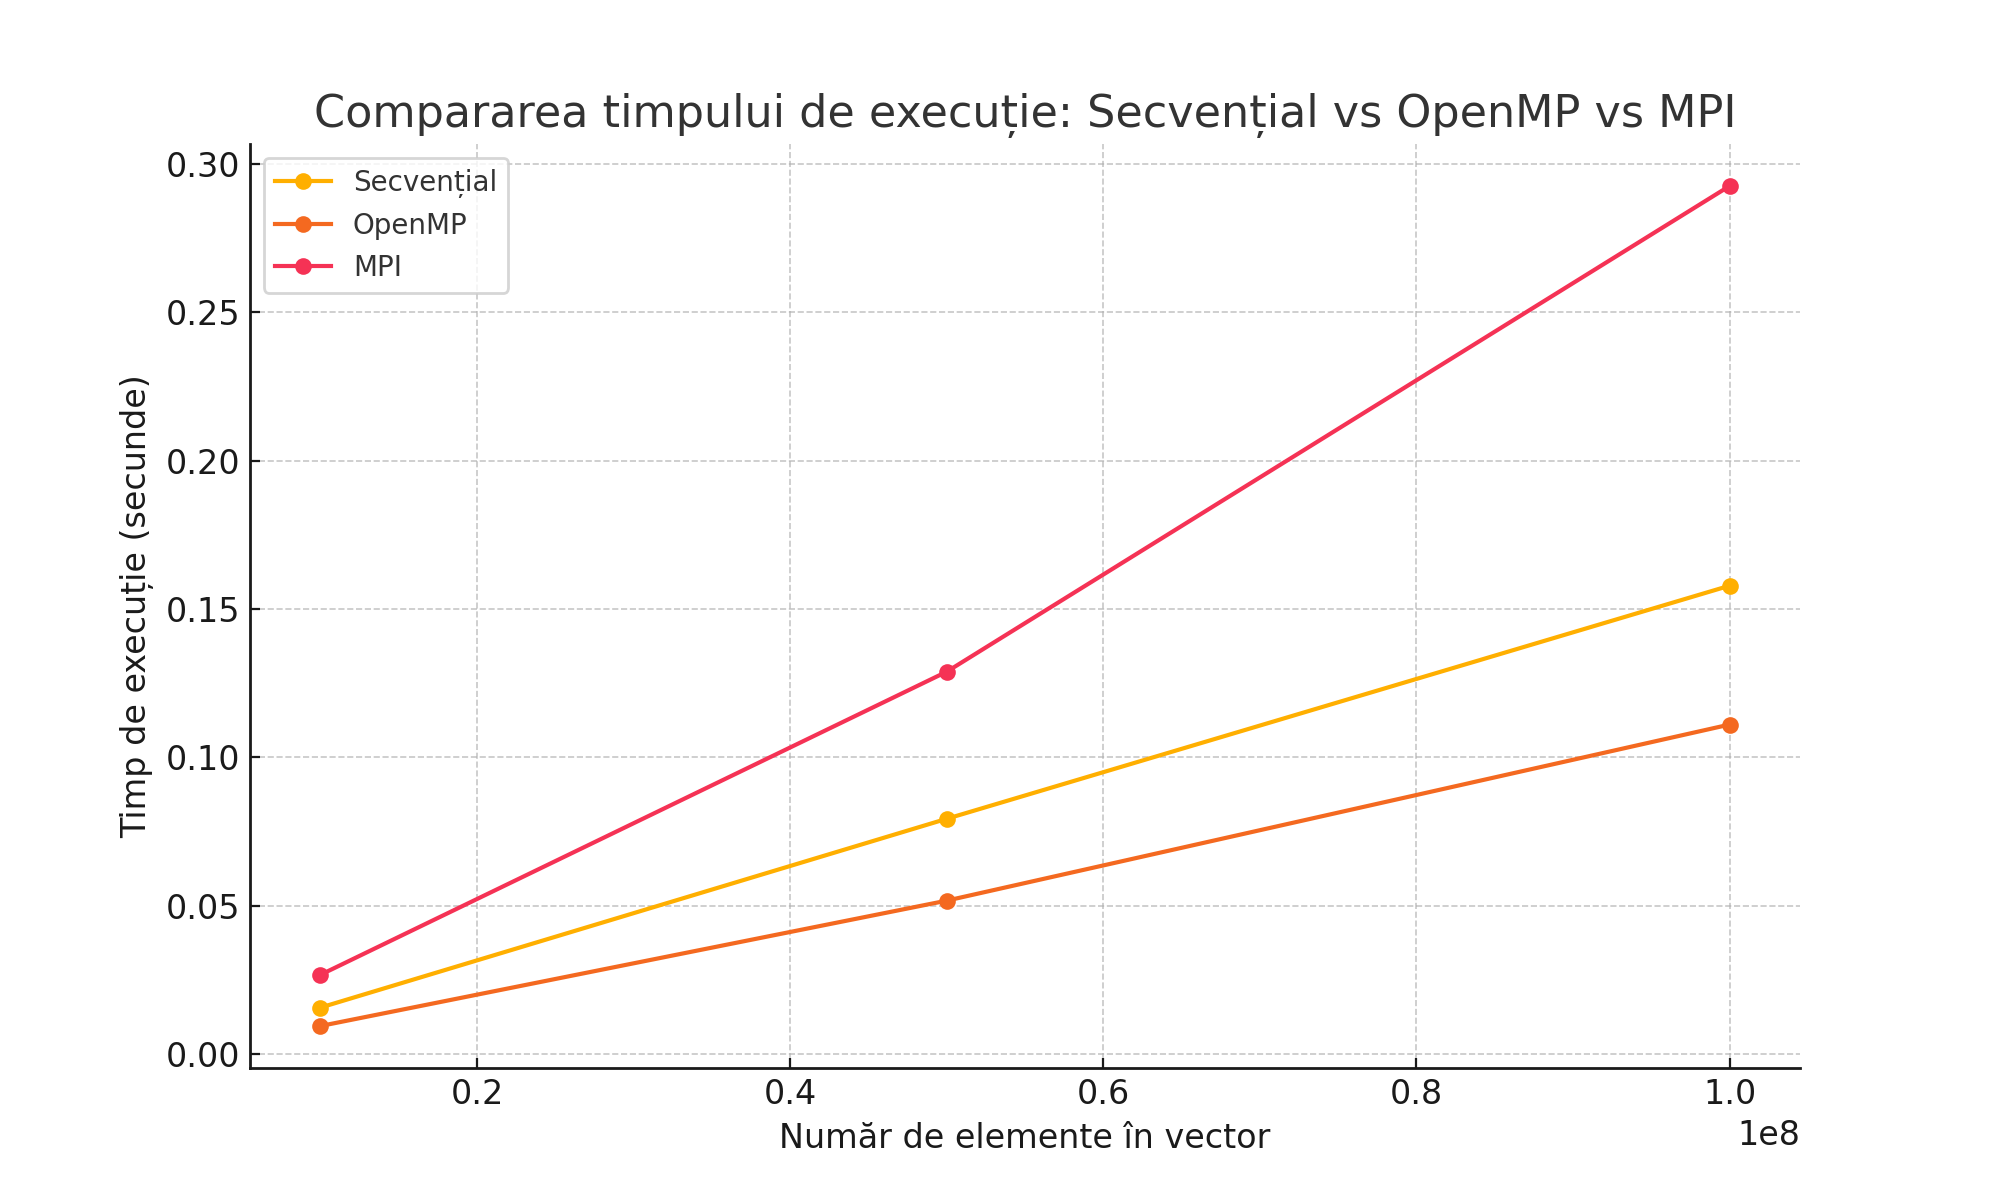 Compararea timpului de execuție: Secvențial vs OpenMP vs MPI
Secvențial
OpenMP
MPI
0.30
0.25
0.20
0.15
0.10
0.05
0.00
Timp de execuție (secunde)
0.2 0.4 0.6 0.8 1.0
1e8
Număr de elemente în vector